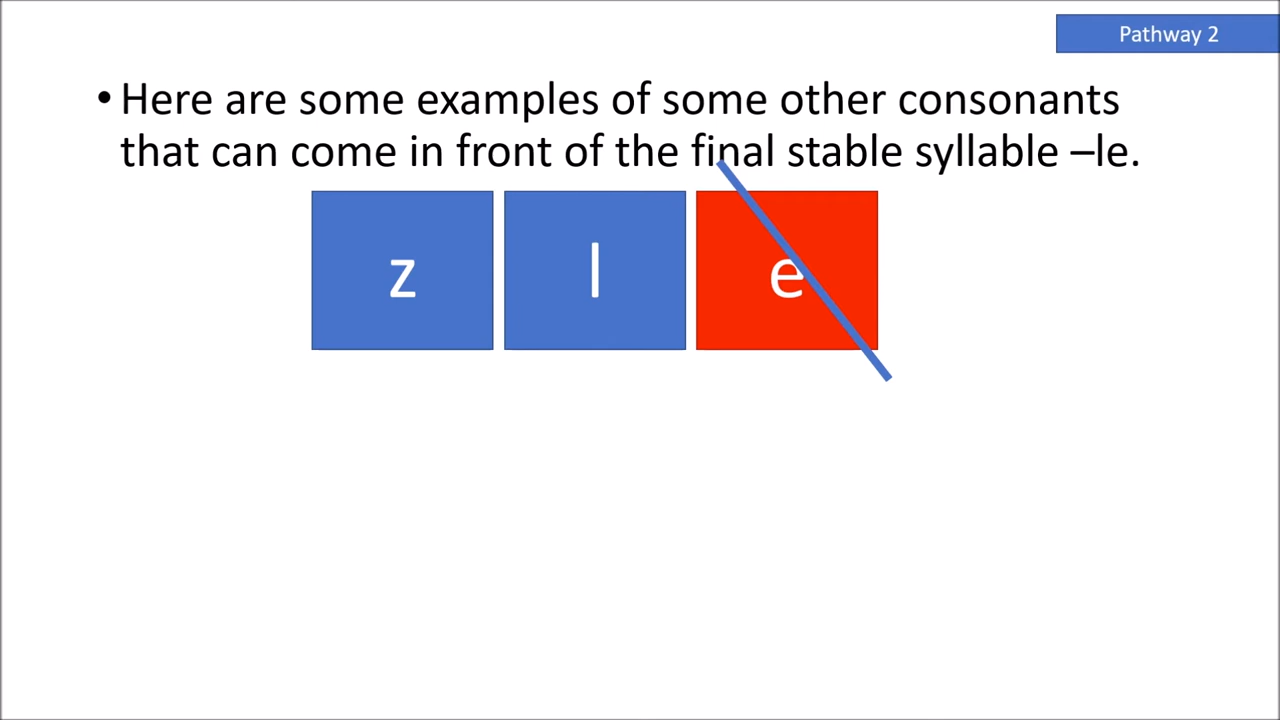 Pathway 2
• Here are some examples of some other consonants
that can come in front of the final stable syllable –le.
z l e